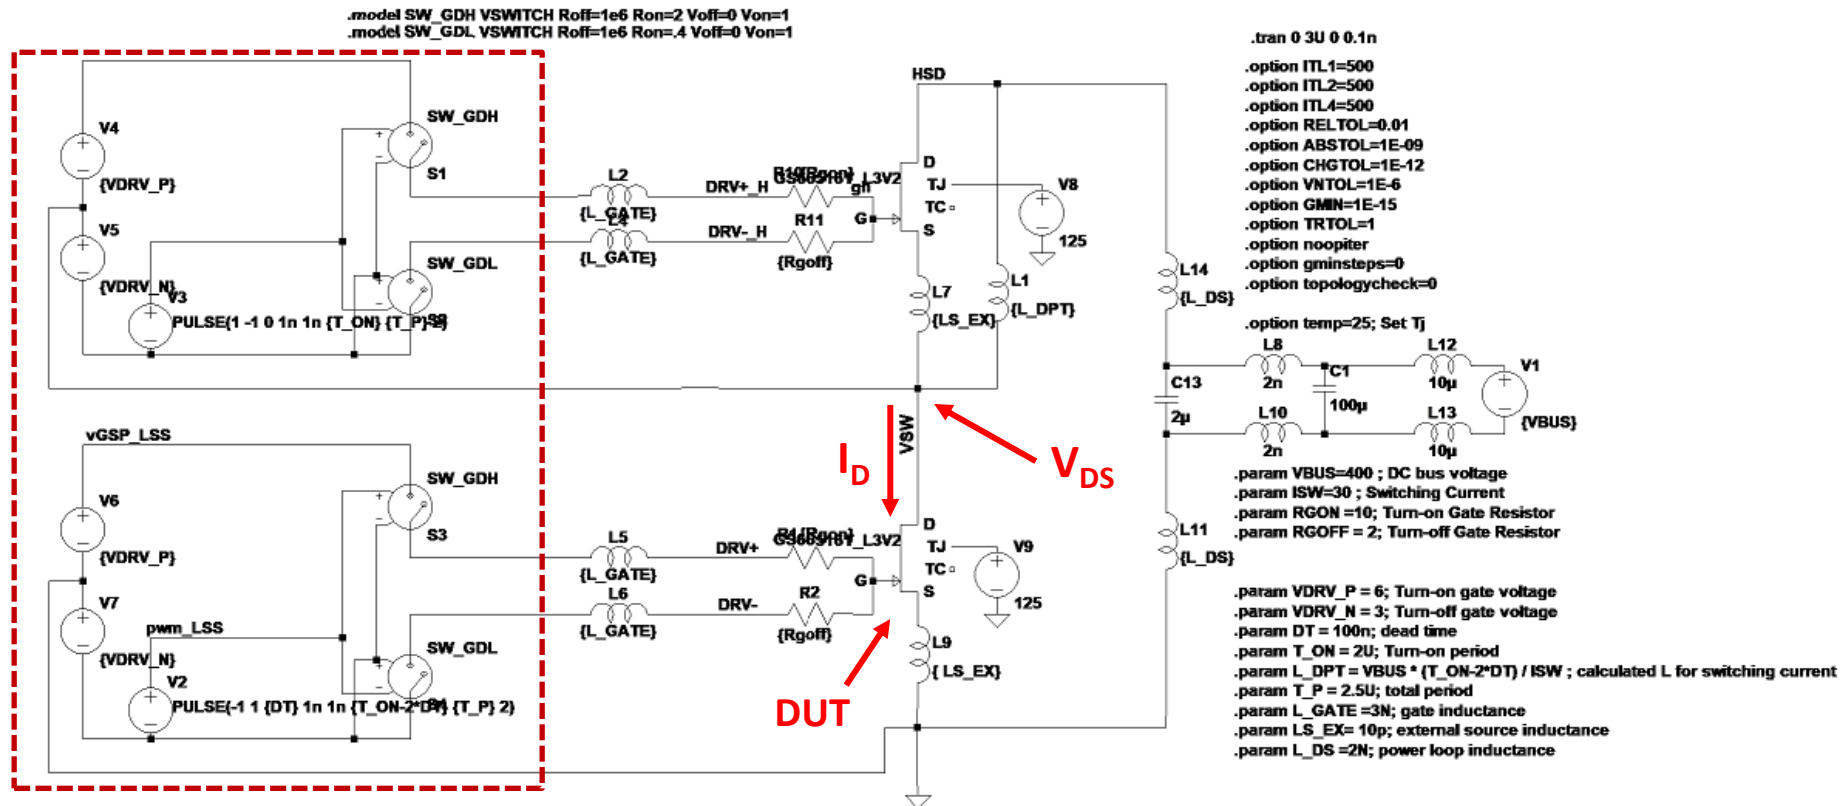 .model SW_GDH VSWITCH Roff=1e6 Ron=2 Voff=0 Von=1
.model SW_GDL VSWITCH Roff=1e6 Ron=.4 Voff=0 Von=1
V4
{VDRV_P}
V5
{VDRV_N}
V3
PULSE(1 -1 0 1n 1n {T_ON} {T_P} 2)
SW_GDH
S1
SW_GDL
L2
{L_GATE}
L4
{L_GATE}
DRV+_H
DRV-_H
gh
R11
{Rgoff}
HSD
D
TJ
TC
G
S
V8
125
L7
{LS_EX}
L1
{L_DPT}
L14
{L_DS}
C13
2µ
L8
2n
L10
2n
C1
100µ
L12
10µ
L13
10µ
V1
{VBUS}
L11
{L_DS}
VSW
ID
VDS
DUT
vGSP_LSS
V6
{VDRV_P}
V7
{VDRV_N}
pwm_LSS
V2
PULSE(-1 1 {DT} 1n 1n {T_ON-2*DT} {T_P} 2)
SW_GDH
S3
SW_GDL
L5
{L_GATE}
L6
{L_GATE}
DRV+
DRV-
R2
{Rgoff}
D
TJ
TC
G
S
V9
125
L9
{ LS_EX}
.tran 0 3U 0 0.1n
.option ITL1=500
.option ITL2=500
.option ITL4=500
.option RELTOL=0.01
.option ABSTOL=1E-09
.option CHGTOL=1E-12
.option VNTOL=1E-6
.option GMIN=1E-15
.option TRTOL=1
.option noopiter
.option gminsteps=0
.option topologycheck=0
.option temp=25; Set Tj
.param VBUS=400 ; DC bus voltage
.param ISW=30 ; Switching Current
.param RGON =10; Turn-on Gate Resistor
.param RGOFF = 2; Turn-off Gate Resistor
.param VDRV_P = 6; Turn-on gate voltage
.param VDRV_N = 3; Turn-off gate voltage
.param DT = 100n; dead time
.param T_ON = 2U; Turn-on period
.param L_DPT = VBUS * (T_ON-2*DT) / ISW ; calculated L for switching current
.param T_P = 2.5U; total period
.param L_GATE =3N; gate inductance
.param LS_EX= 10p; external source inductance
.param L_DS =2N; power loop inductance